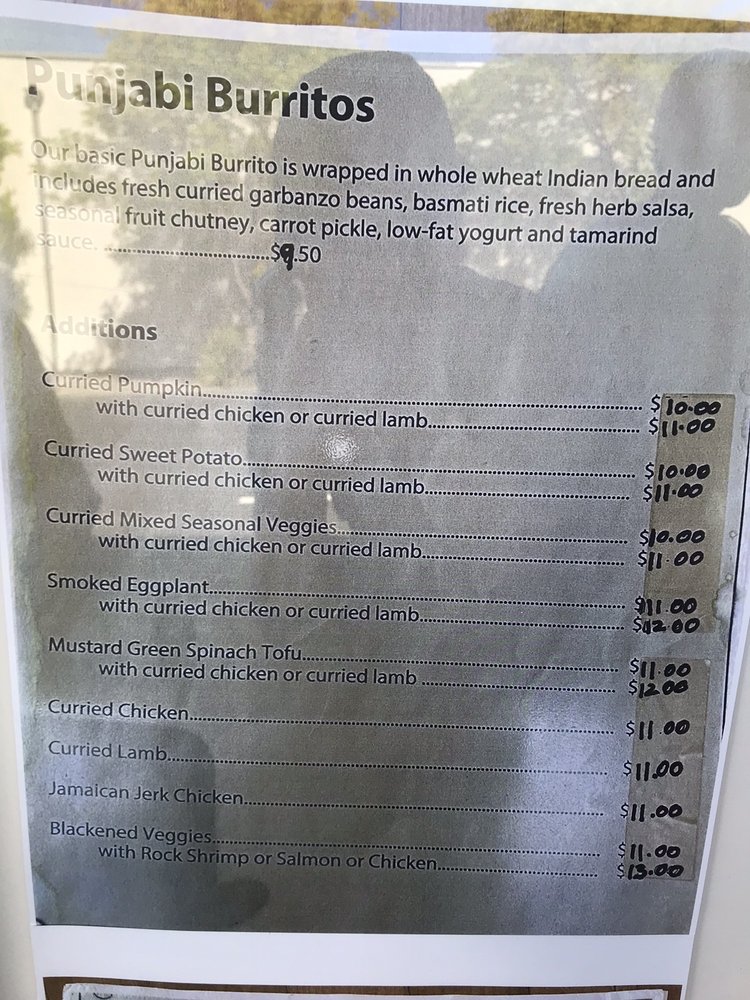 Punjabi Burritos
Our basic Punjabi Burrito is wrapped in whole wheat Indian bread and
includes fresh curried garbanzo beans, basmati rice, fresh herb salsa,
seasonal fruit chutney, carrot pickle, low-fat yogurt and tamarind
sauce. ...................................$9.50
Additions
Curried Pumpkin.......................................................... $10.00
with curried chicken or curried lamb.......................................... $11.00
Curried Sweet Potato.......................................................... $10.00
with curried chicken or curried lamb.......................................... $11.00
Curried Mixed Seasonal Veggies.......................................................... $10.00
with curried chicken or curried lamb.......................................... $11.00
Smoked Eggplant.......................................................... $11.00
with curried chicken or curried lamb.......................................... $12.00
Mustard Green Spinach Tofu.......................................................... $11.00
with curried chicken or curried lamb .......................................... $12.00
Curried Chicken.......................................................... $11.00
Curried Lamb.......................................................... $11.00
Jamaican Jerk Chicken.......................................................... $11.00
Blackened Veggies.......................................................... $11.00
with Rock Shrimp or Salmon or Chicken.................................. $13.00